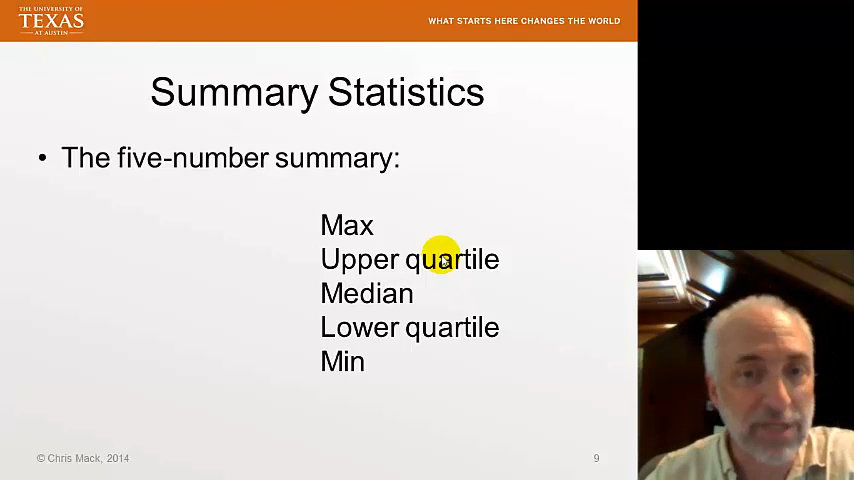 THE UNIVERSITY OF
TEXAS
AT AUSTIN
WHAT STARTS HERE CHANGES THE WORLD
Summary Statistics
• The five-number summary:
Max
Upper quartile
Median
Lower quartile
Min
© Chris Mack, 2014
9